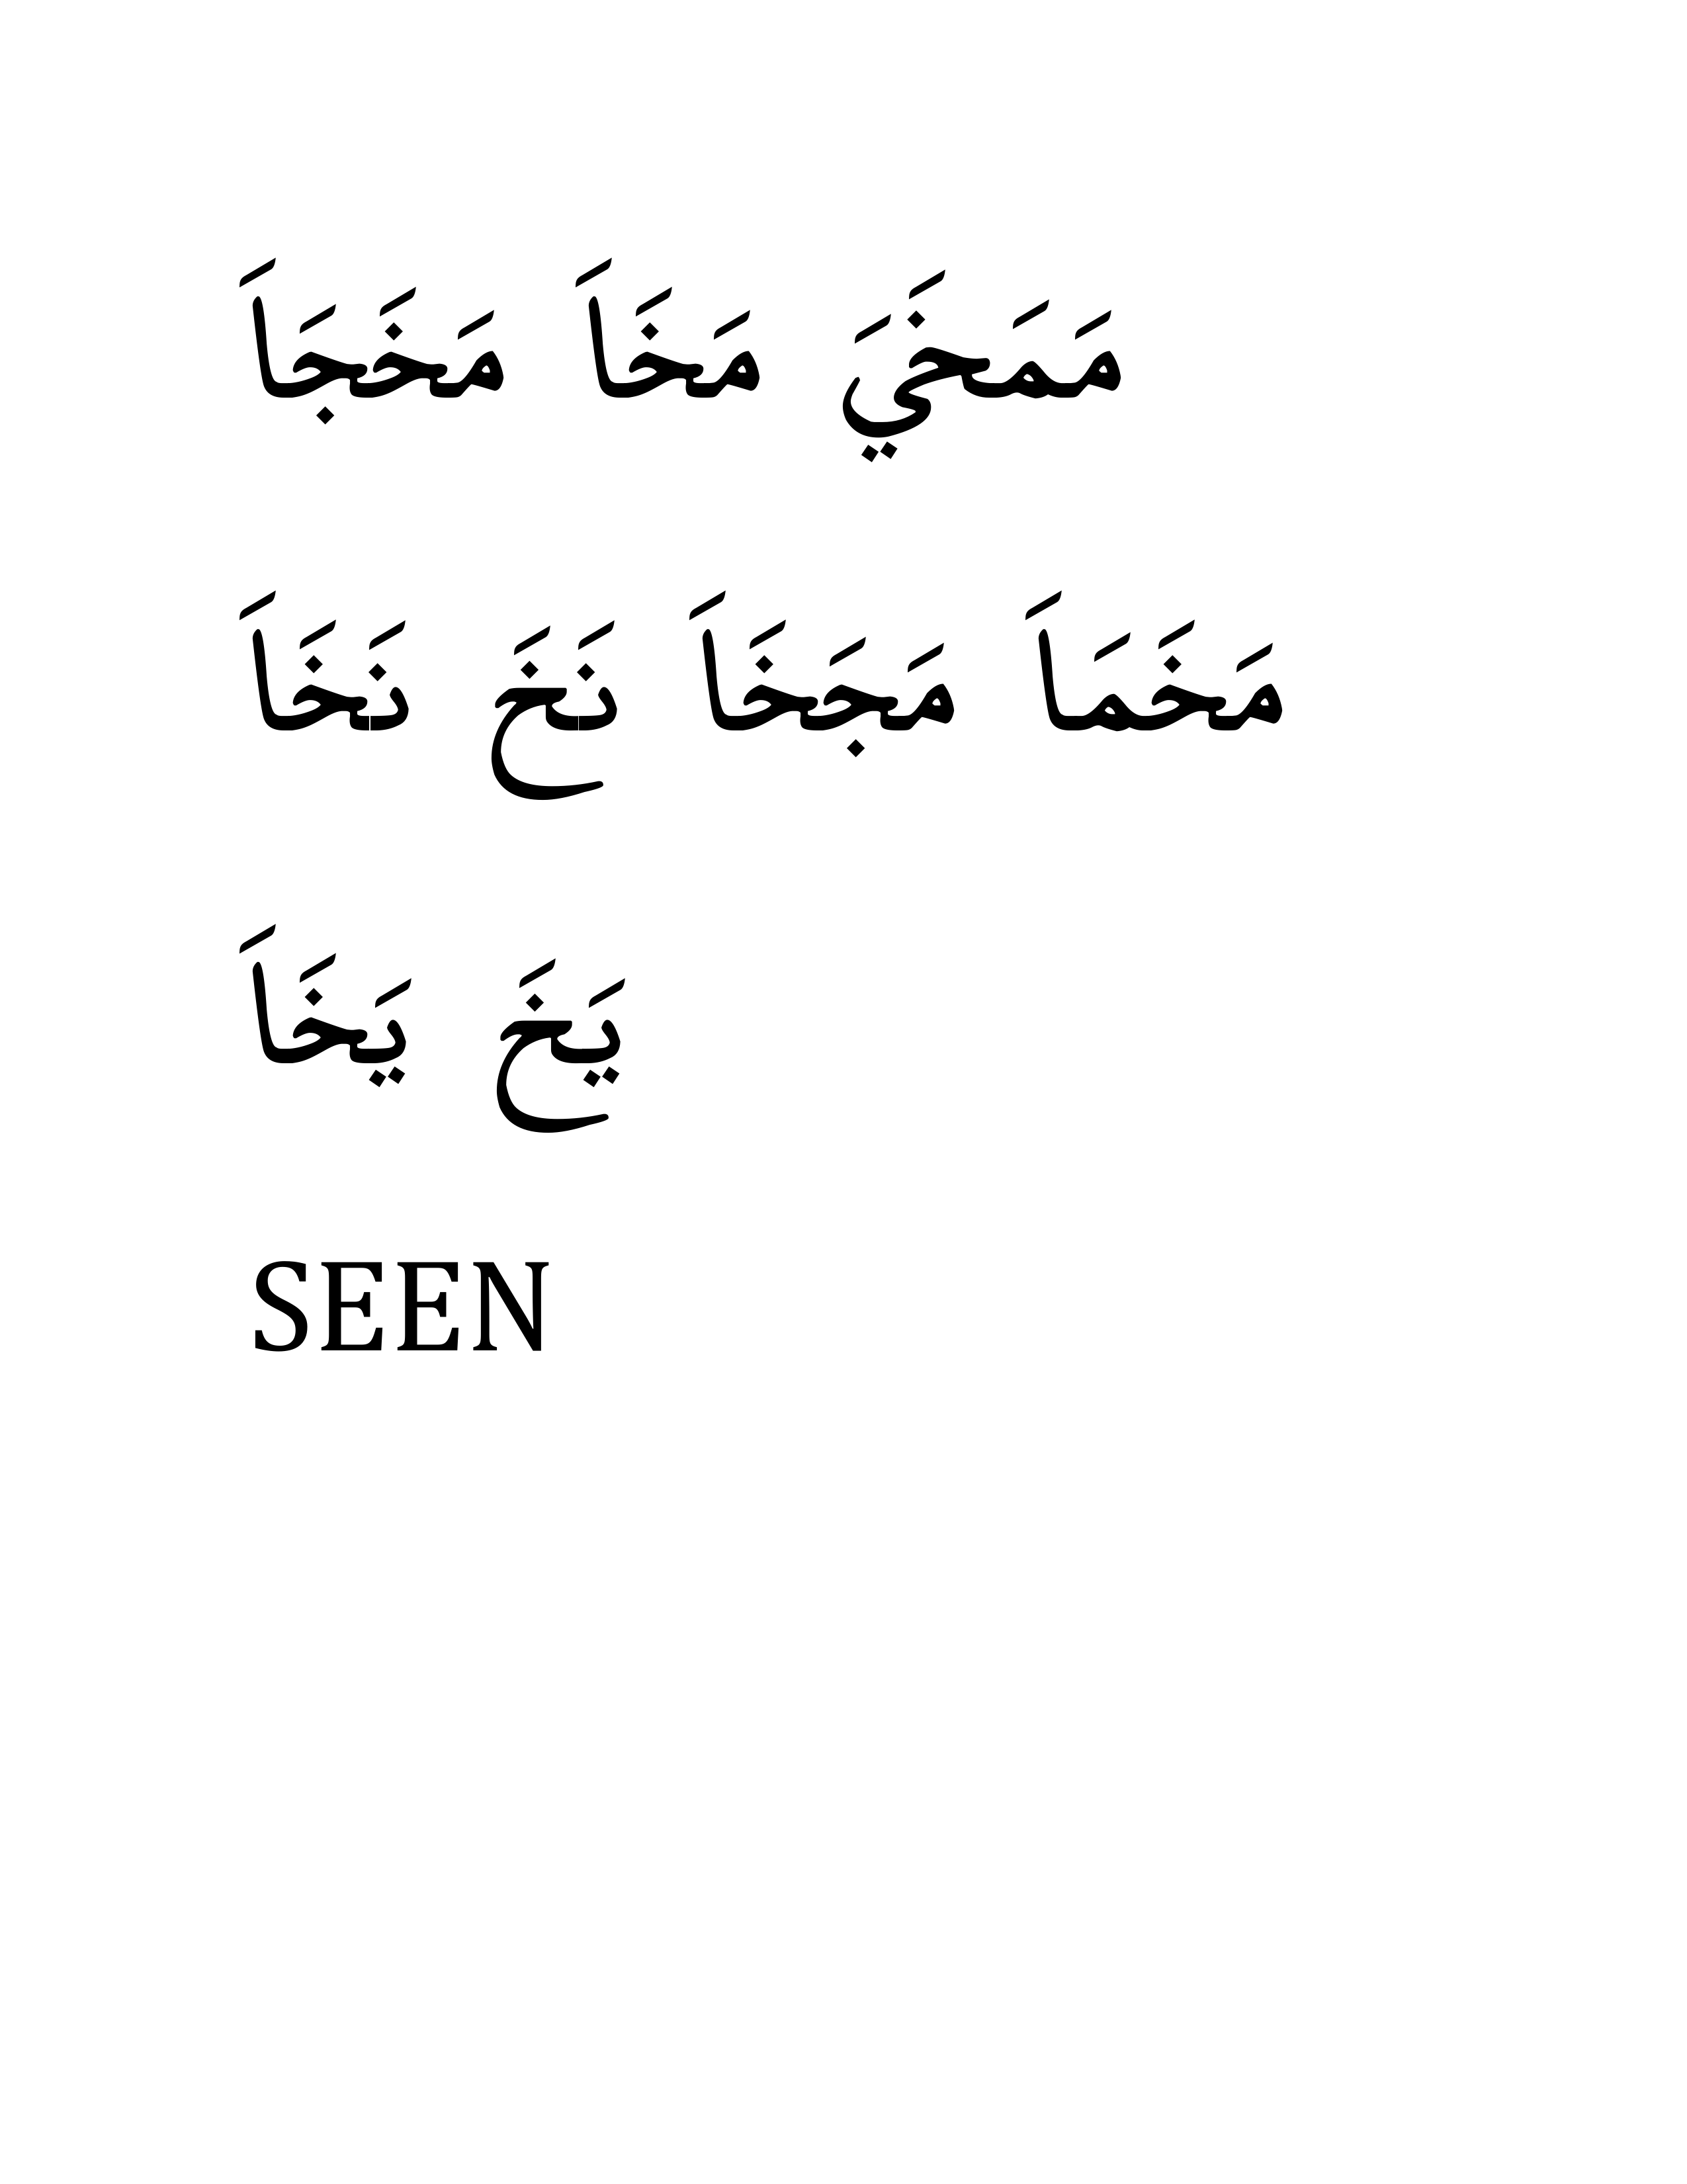 مَمَخَيَ مَخَاَ مَخَجَاَ
مَخَمَاَ مَجَخَاَ نَخَ نَخَاَ
يَخَ يَخَاَ
SEEN